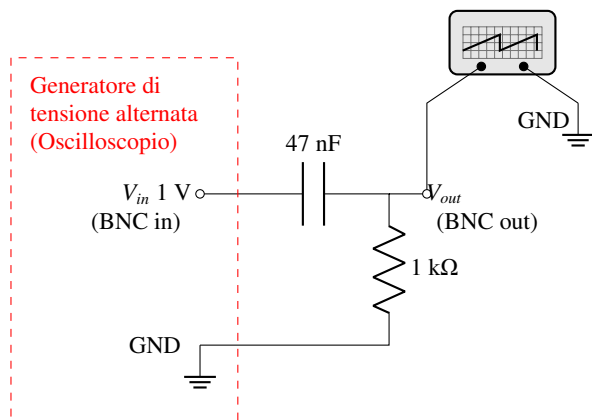 Generatore di
tensione alternata
(Oscilloscopio)
GND
47 nF
V_in 1 V
V_out
(BNC in)
(BNC out)
1 kΩ
GND